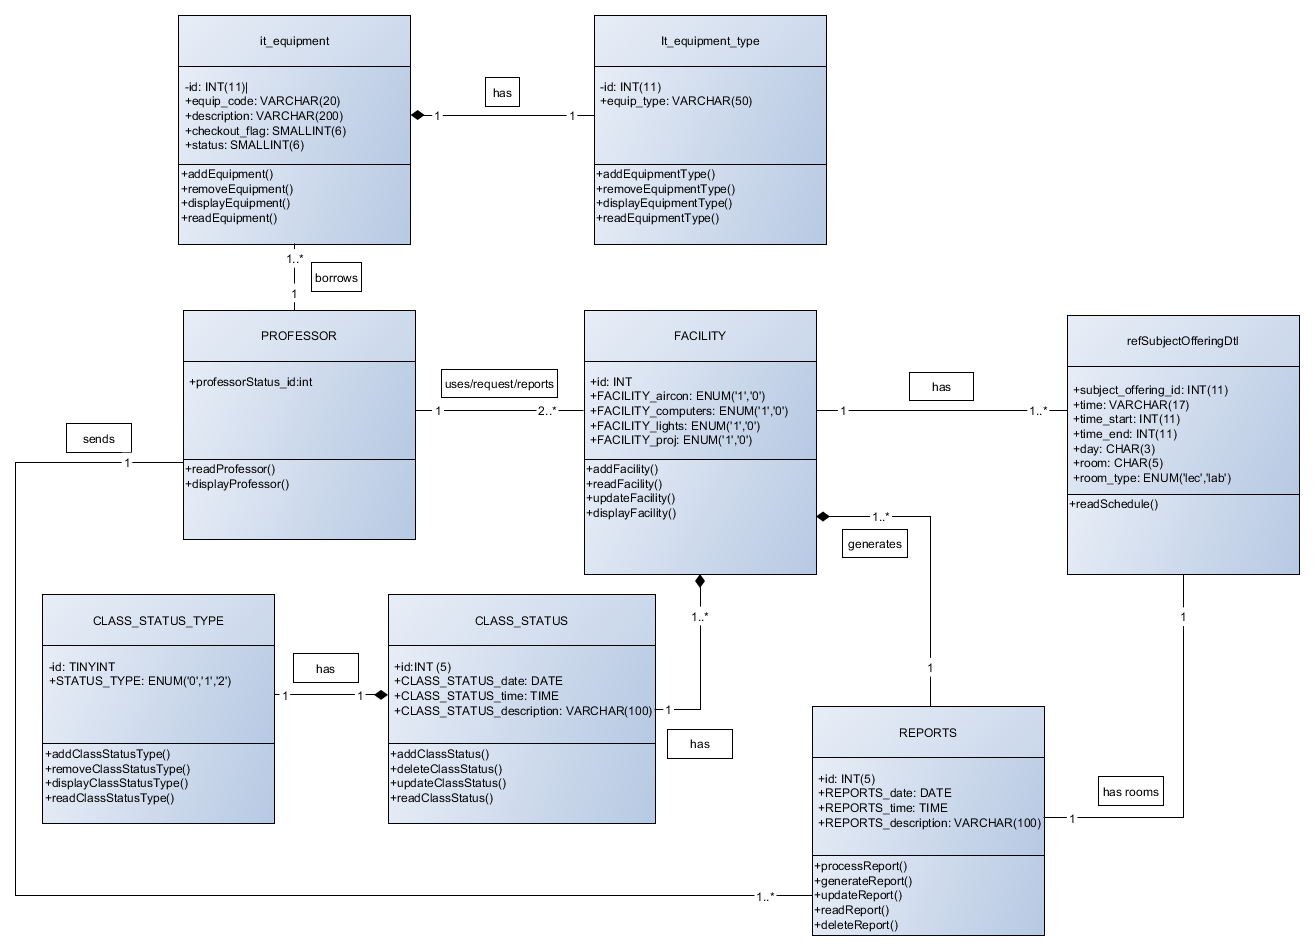 it_equipment
-id: INT(11)|
+equip_code: VARCHAR(20)
+description: VARCHAR(200)
+checkout_flag: SMALLINT(6)
+status: SMALLINT(6)
+addEquipment()
+removeEquipment()
+displayEquipment()
+readEquipment()
1
has
1
It_equipment_type
-id: INT(11)
+equip_type: VARCHAR(50)
+addEquipmentType()
+removeEquipmentType()
+displayEquipmentType()
+readEquipmentType()
1..*
borrows
1
PROFESSOR
+professorStatus_id:int
+readProfessor()
+displayProfessor()
uses/request/reports
1
2..*
FACILITY
+id: INT
+FACILITY_aircon: ENUM('1','0')
+FACILITY_computers: ENUM('1','0')
+FACILITY_lights: ENUM('1','0')
+FACILITY_proj: ENUM('1','0')
+addFacility()
+readFacility()
+updateFacility()
+displayFacility()
has
1
1..*
refSubjectOfferingDtl
+subject_offering_id: INT(11)
+time: VARCHAR(17)
+time_start: INT(11)
+time_end: INT(11)
+day: CHAR(3)
+room: CHAR(5)
+room_type: ENUM('lec','lab')
+readSchedule()
sends
1
1..*
generates
1
1..*
1
has
CLASS_STATUS_TYPE
-id: TINYINT
+STATUS_TYPE: ENUM('0','1','2')
+addClassStatusType()
+removeClassStatusType()
+displayClassStatusType()
+readClassStatusType()
has
1
1
CLASS_STATUS
+id:INT (5)
+CLASS_STATUS_date: DATE
+CLASS_STATUS_time: TIME
+CLASS_STATUS_description: VARCHAR(100)
+addClassStatus()
+deleteClassStatus()
+updateClassStatus()
+readClassStatus()
REPORTS
+id: INT(5)
+REPORTS_date: DATE
+REPORTS_time: TIME
+REPORTS_description: VARCHAR(100)
+processReport()
+generateReport()
+updateReport()
+readReport()
+deleteReport()
1
has rooms
1
1..*